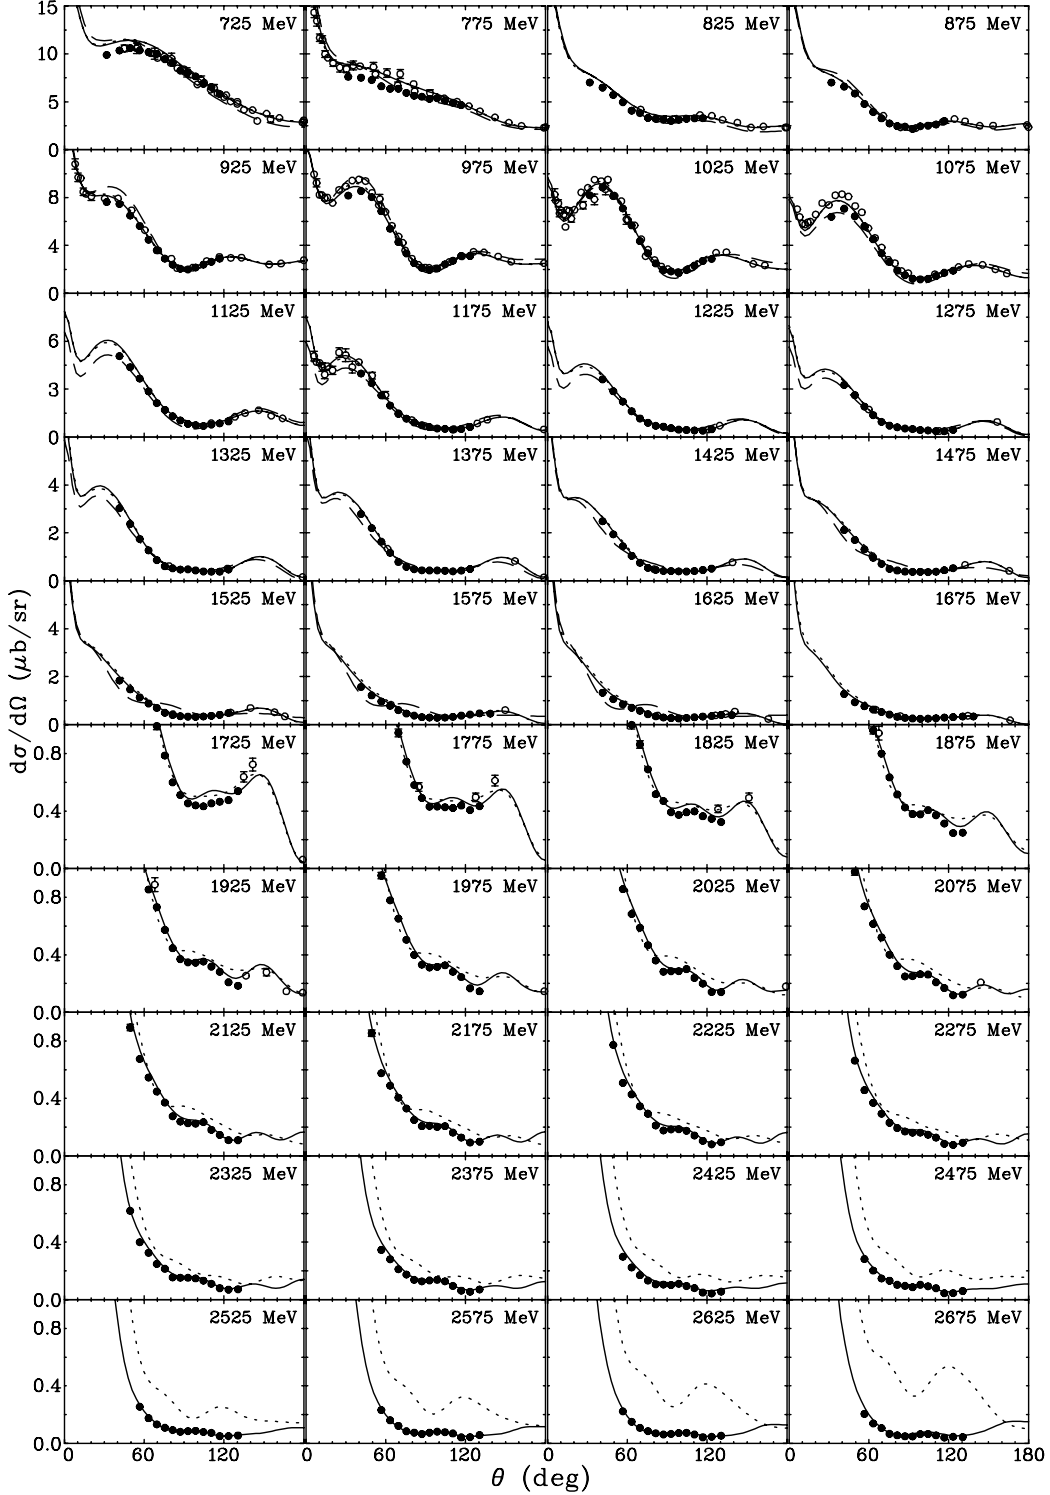 15 725 MeV 775 MeV 825 MeV 875 MeV
10
5
0
925 MeV 975 MeV 1025 MeV 1075 MeV
8
4
0
1125 MeV 1175 MeV 1225 MeV 1275 MeV
6
3
0
1325 MeV 1375 MeV 1425 MeV 1475 MeV
4
2
0
1525 MeV 1575 MeV 1625 MeV 1675 MeV
4
2
0
dσ/dΩ (μb/sr)
1725 MeV 1775 MeV 1825 MeV 1875 MeV
0.8
0.4
0.0
1925 MeV 1975 MeV 2025 MeV 2075 MeV
0.8
0.4
0.0
2125 MeV 2175 MeV 2225 MeV 2275 MeV
0.8
0.4
0.0
2325 MeV 2375 MeV 2425 MeV 2475 MeV
0.8
0.4
0.0
2525 MeV 2575 MeV 2625 MeV 2675 MeV
0.8
0.4
0.0
0 60 120 0 60 120 0 60 120 0 60 120 180
θ (deg)